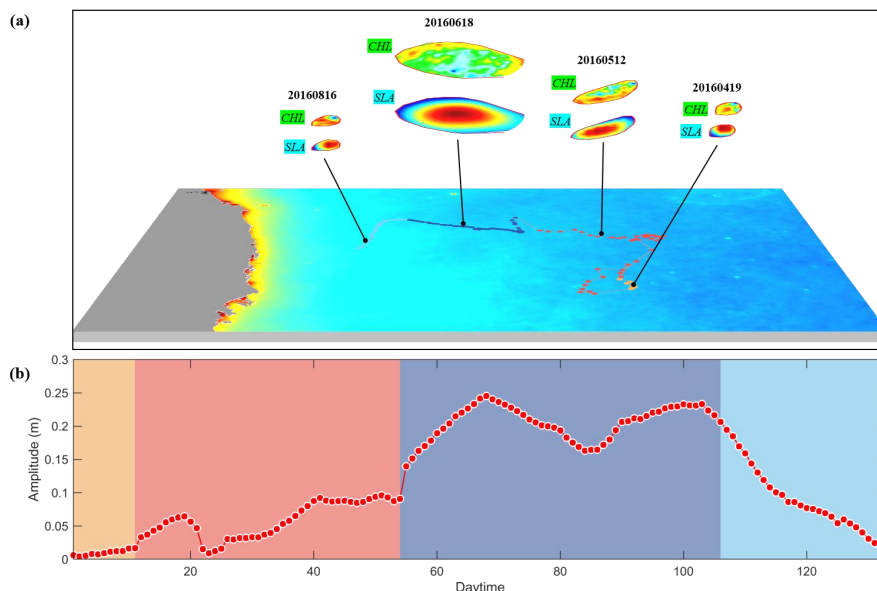 (a)
20160618
CHL
20160512
20160816
SLA
CHL
20160419
CHL
CHL
SLA
SLA
SLA
(b)
0.3
0.25
0.2
0.15
0.1
0.05
0
Amplitude (m)
20
40
60
80
100
120
Daytime